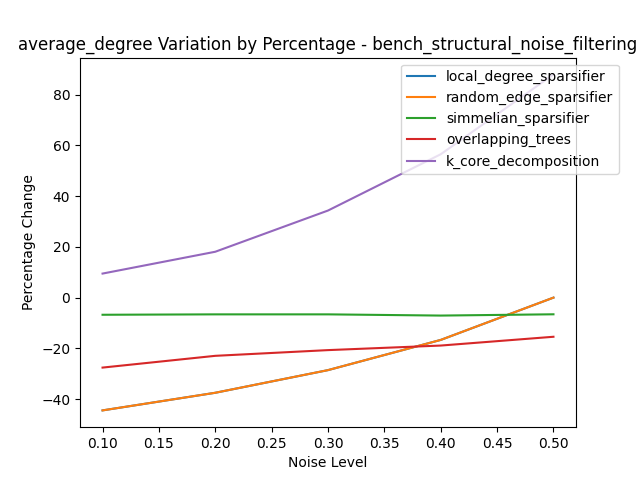 average_degree Variation by Percentage - bench_structural_noise_filtering
local_degree_sparsifier
random_edge_sparsifier
simmelian_sparsifier
overlapping_trees
k_core_decomposition
Percentage Change
80
60
40
20
0
−20
−40
0.10 0.15 0.20 0.25 0.30 0.35 0.40 0.45 0.50
Noise Level